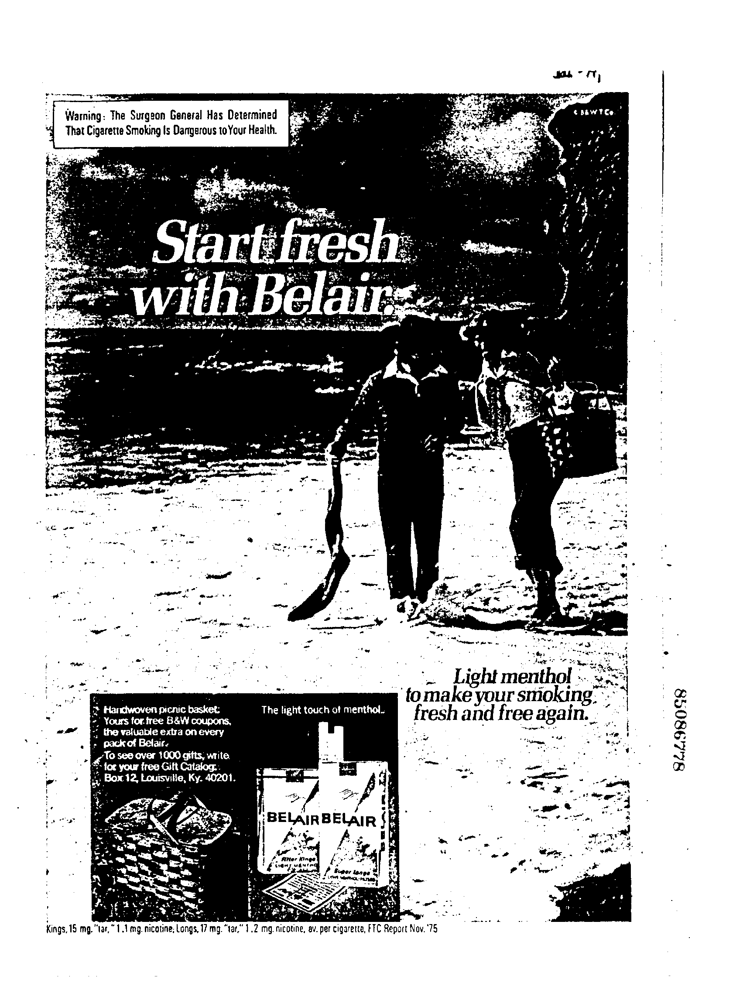 Warning: The Surgeon General Has Determined
That Cigarette Smoking Is Dangerous to Your Health.
© B&W T Co.
Start fresh
with Belair.
Light menthol
to make your smoking
fresh and free again.
Handwoven picnic basket:
Yours for free B&W coupons,
the valuable extra on every
pack of Belair.
To see over 1000 gifts, write
for your free Gift Catalog:
Box 12, Louisville, Ky. 40201.
The light touch of menthol.
BELAIR BELAIR
Filter Kings
LIGHT MENTHOL
Super Longs
85086778
Kings, 15 mg. "tar," 1.1 mg. nicotine, Longs, 17 mg. "tar," 1.2 mg. nicotine, av. per cigarette, FTC Report Nov. '75